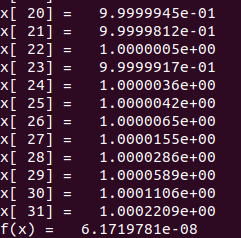 x[ 20] =   9.9999945e-01
x[ 21] =   9.9999812e-01
x[ 22] =   1.0000005e+00
x[ 23] =   9.9999917e-01
x[ 24] =   1.0000036e+00
x[ 25] =   1.0000042e+00
x[ 26] =   1.0000065e+00
x[ 27] =   1.0000155e+00
x[ 28] =   1.0000286e+00
x[ 29] =   1.0000589e+00
x[ 30] =   1.0001106e+00
x[ 31] =   1.0002209e+00
f(x) =   6.1719781e-08